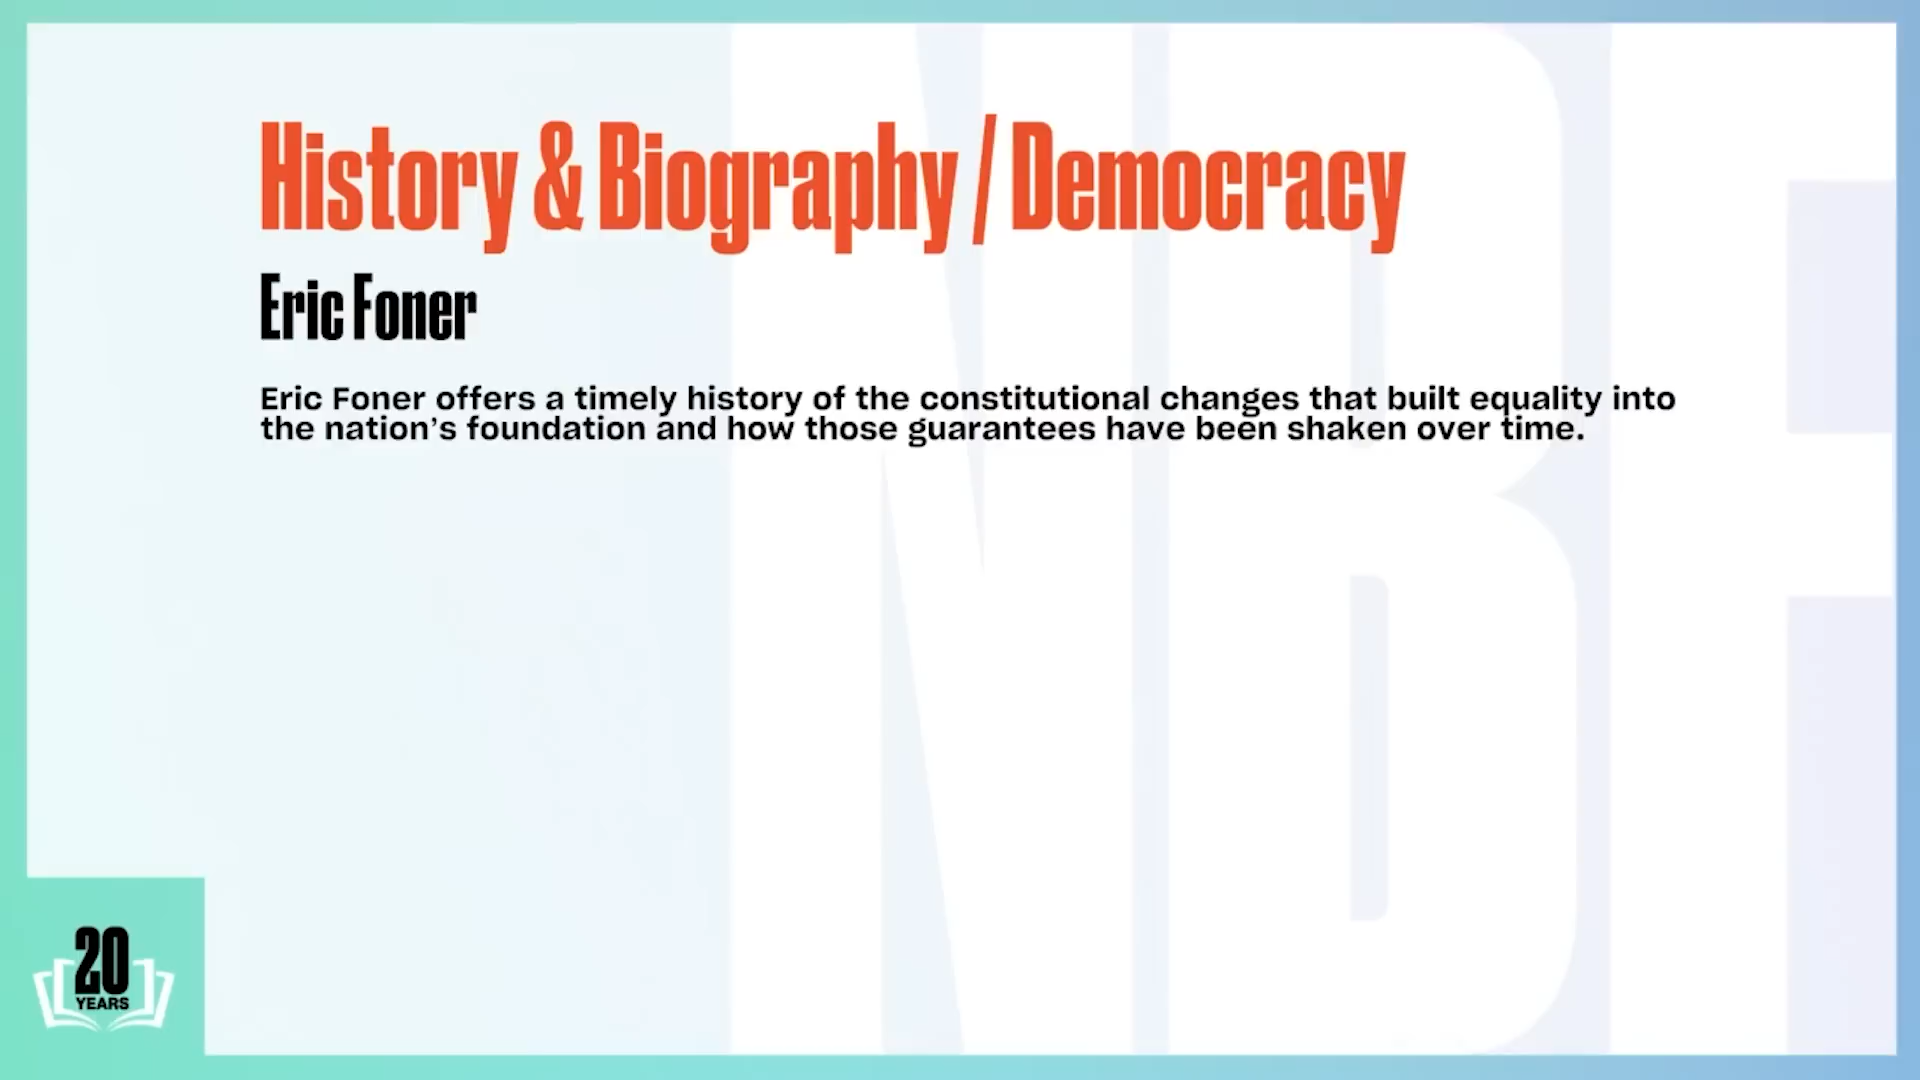 History & Biography / Democracy
Eric Foner
Eric Foner offers a timely history of the constitutional changes that built equality into
the nation’s foundation and how those guarantees have been shaken over time.
NBF
20
YEARS